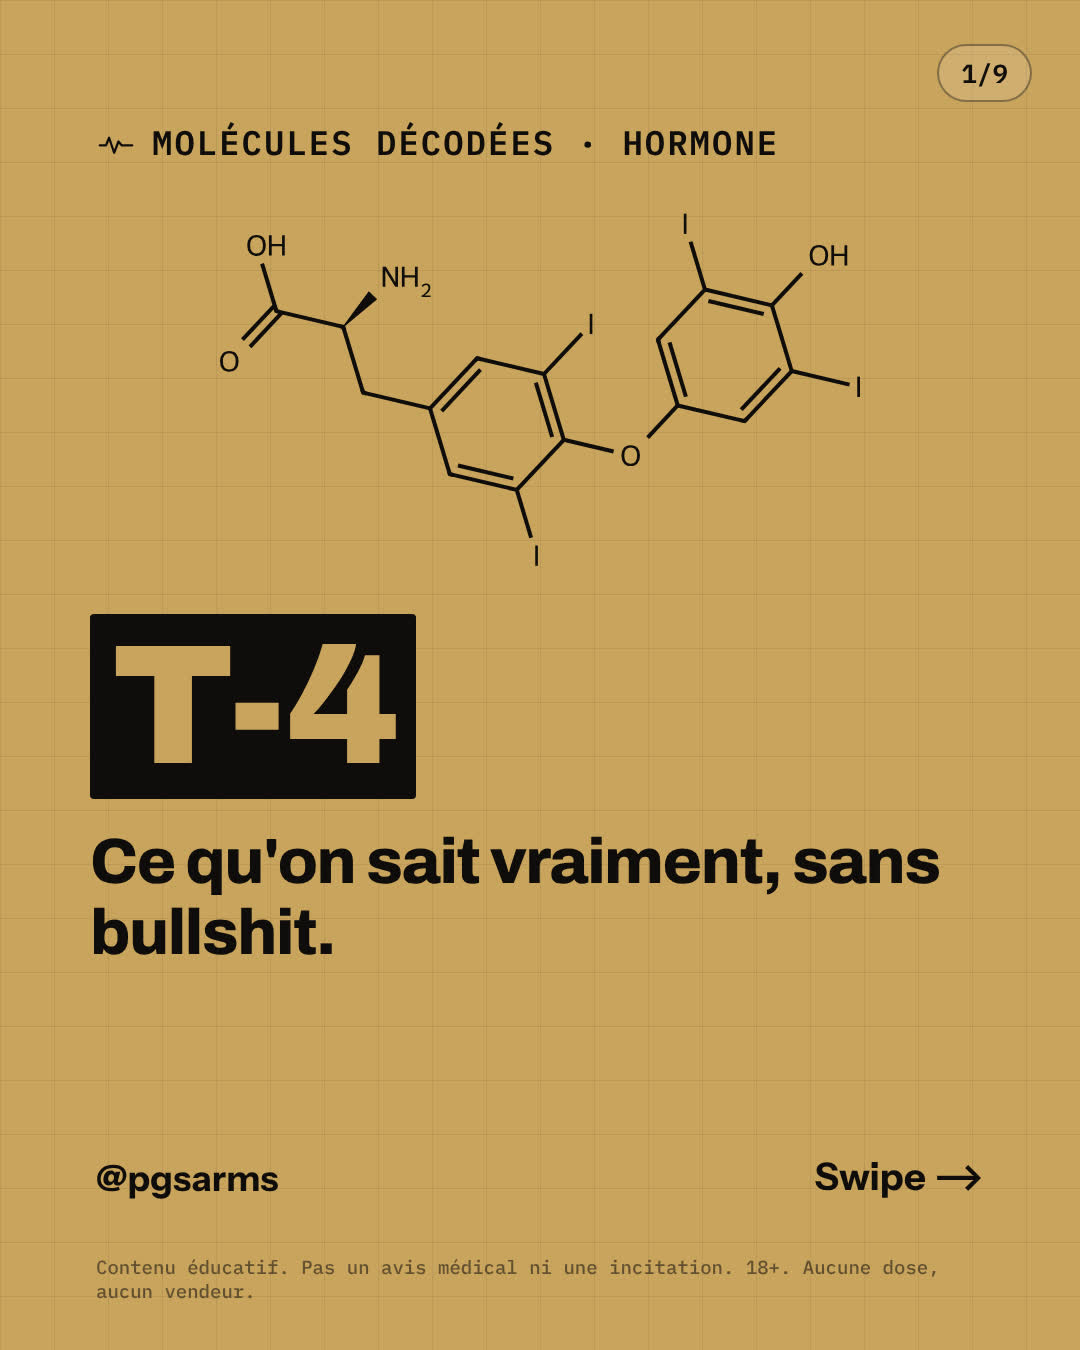 1/9
MOLÉCULES DÉCODÉES · HORMONE
I
OH
OH
NH2
I
O
I
O
I
T-4
Ce qu'on sait vraiment, sans
bullshit.
@pgsarms
Swipe →
Contenu éducatif. Pas un avis médical ni une incitation. 18+. Aucune dose,
aucun vendeur.